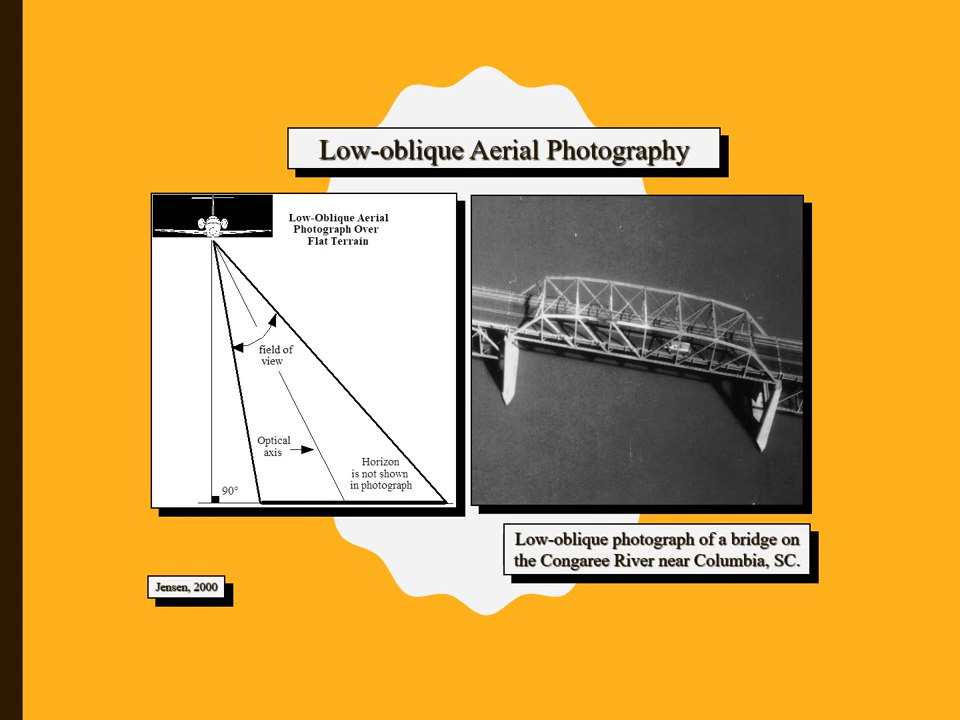 Low-oblique Aerial Photography
Low-Oblique Aerial
Photograph Over
Flat Terrain
field of
view
Optical
axis
Horizon
is not shown
in photograph
90°
Low-oblique photograph of a bridge on
the Congaree River near Columbia, SC.
Jensen, 2000